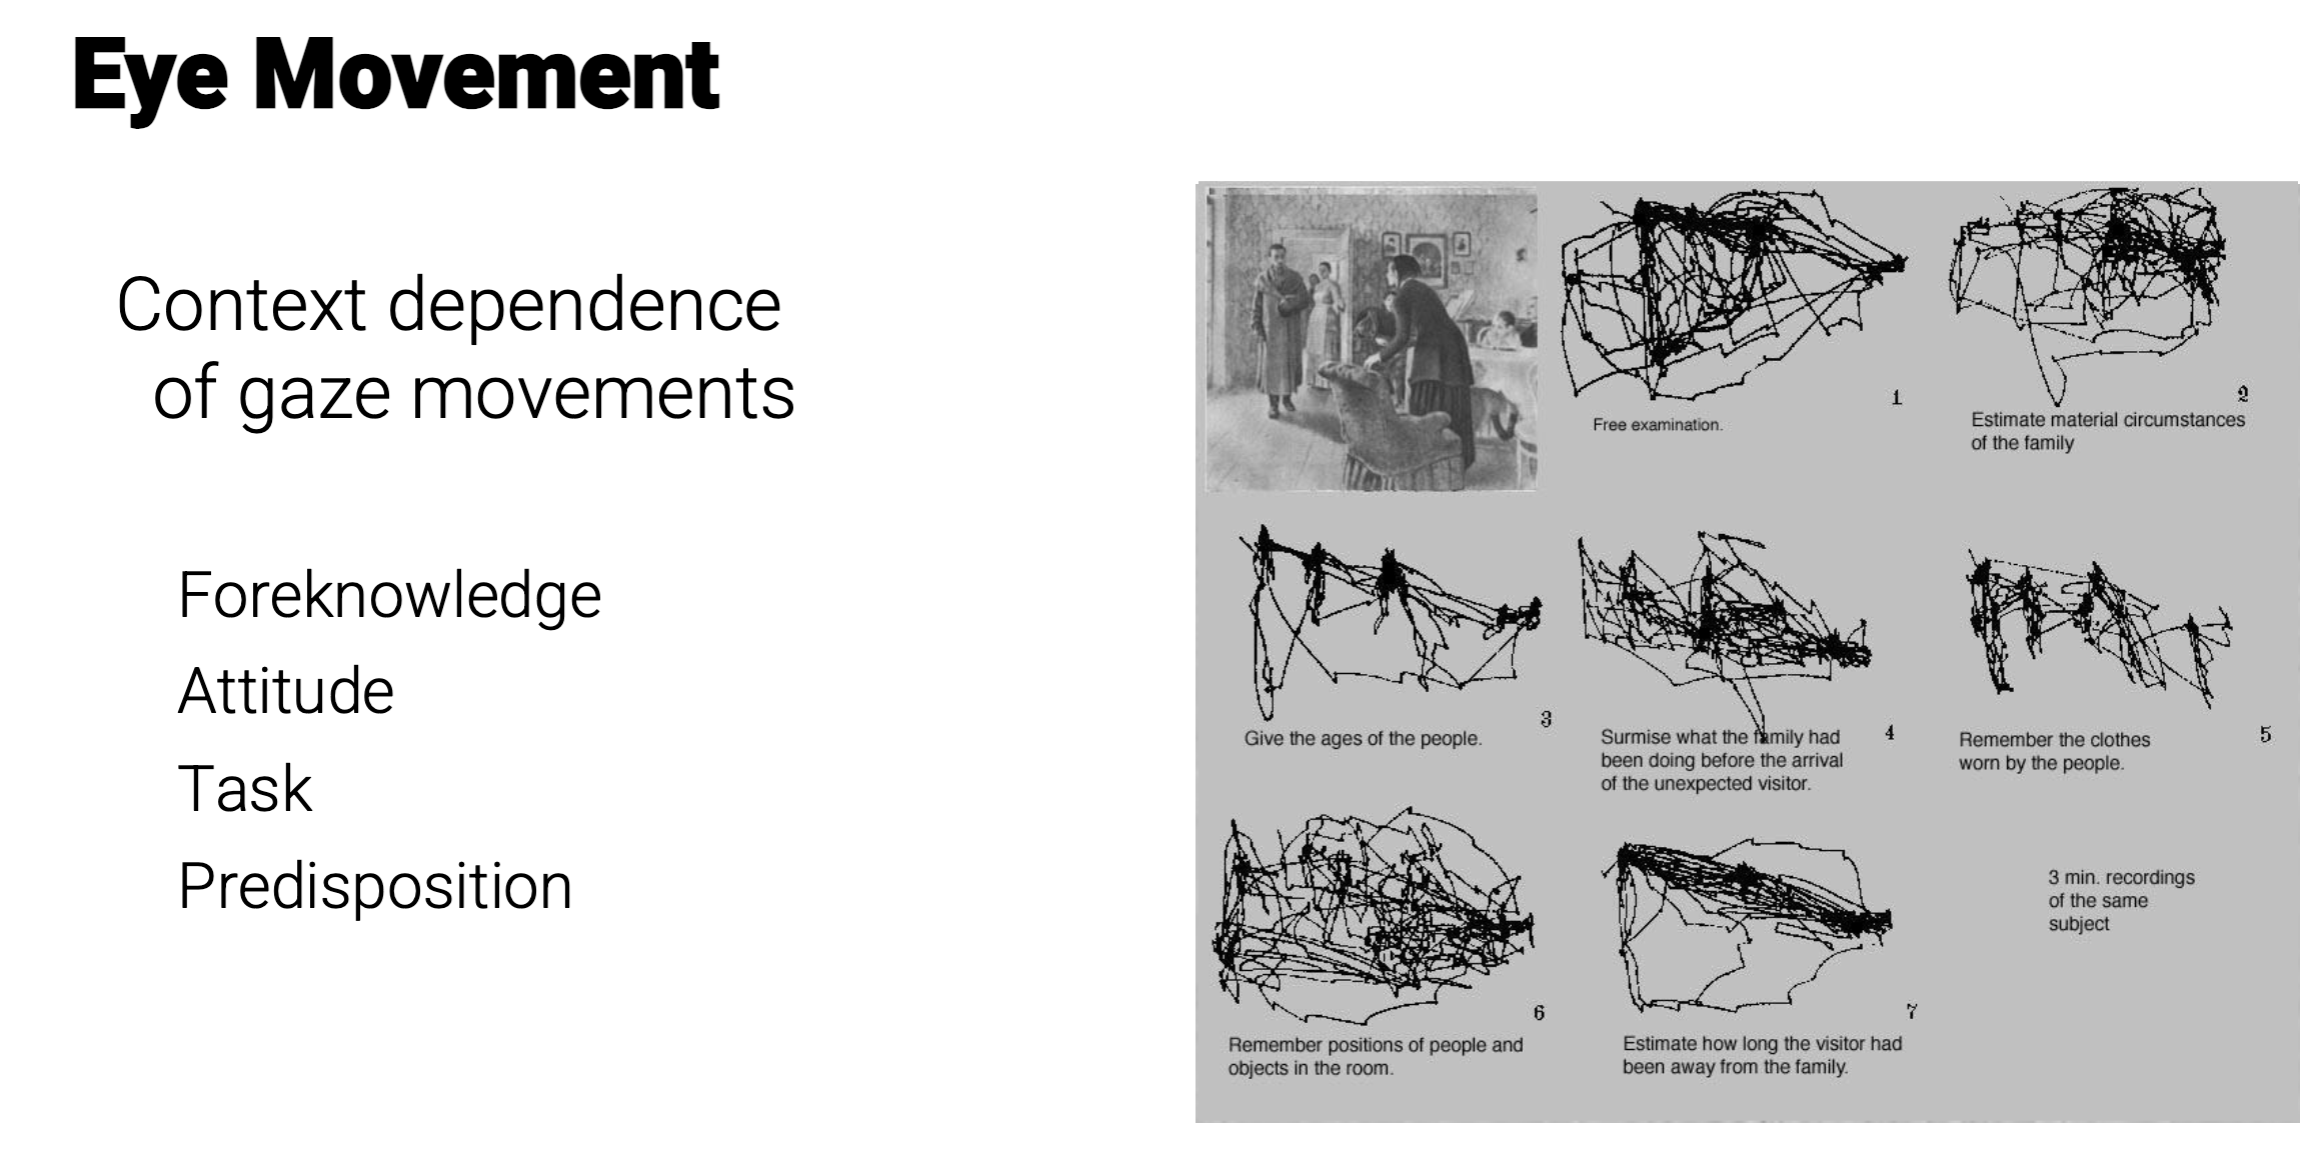 Eye Movement
Context dependence
of gaze movements
Foreknowledge
Attitude
Task
Predisposition
1
Free examination.
2
Estimate material circumstances
of the family
3
Give the ages of the people.
4
Surmise what the family had
been doing before the arrival
of the unexpected visitor.
5
Remember the clothes
worn by the people.
6
Remember positions of people and
objects in the room.
7
Estimate how long the visitor had
been away from the family.
3 min. recordings
of the same
subject